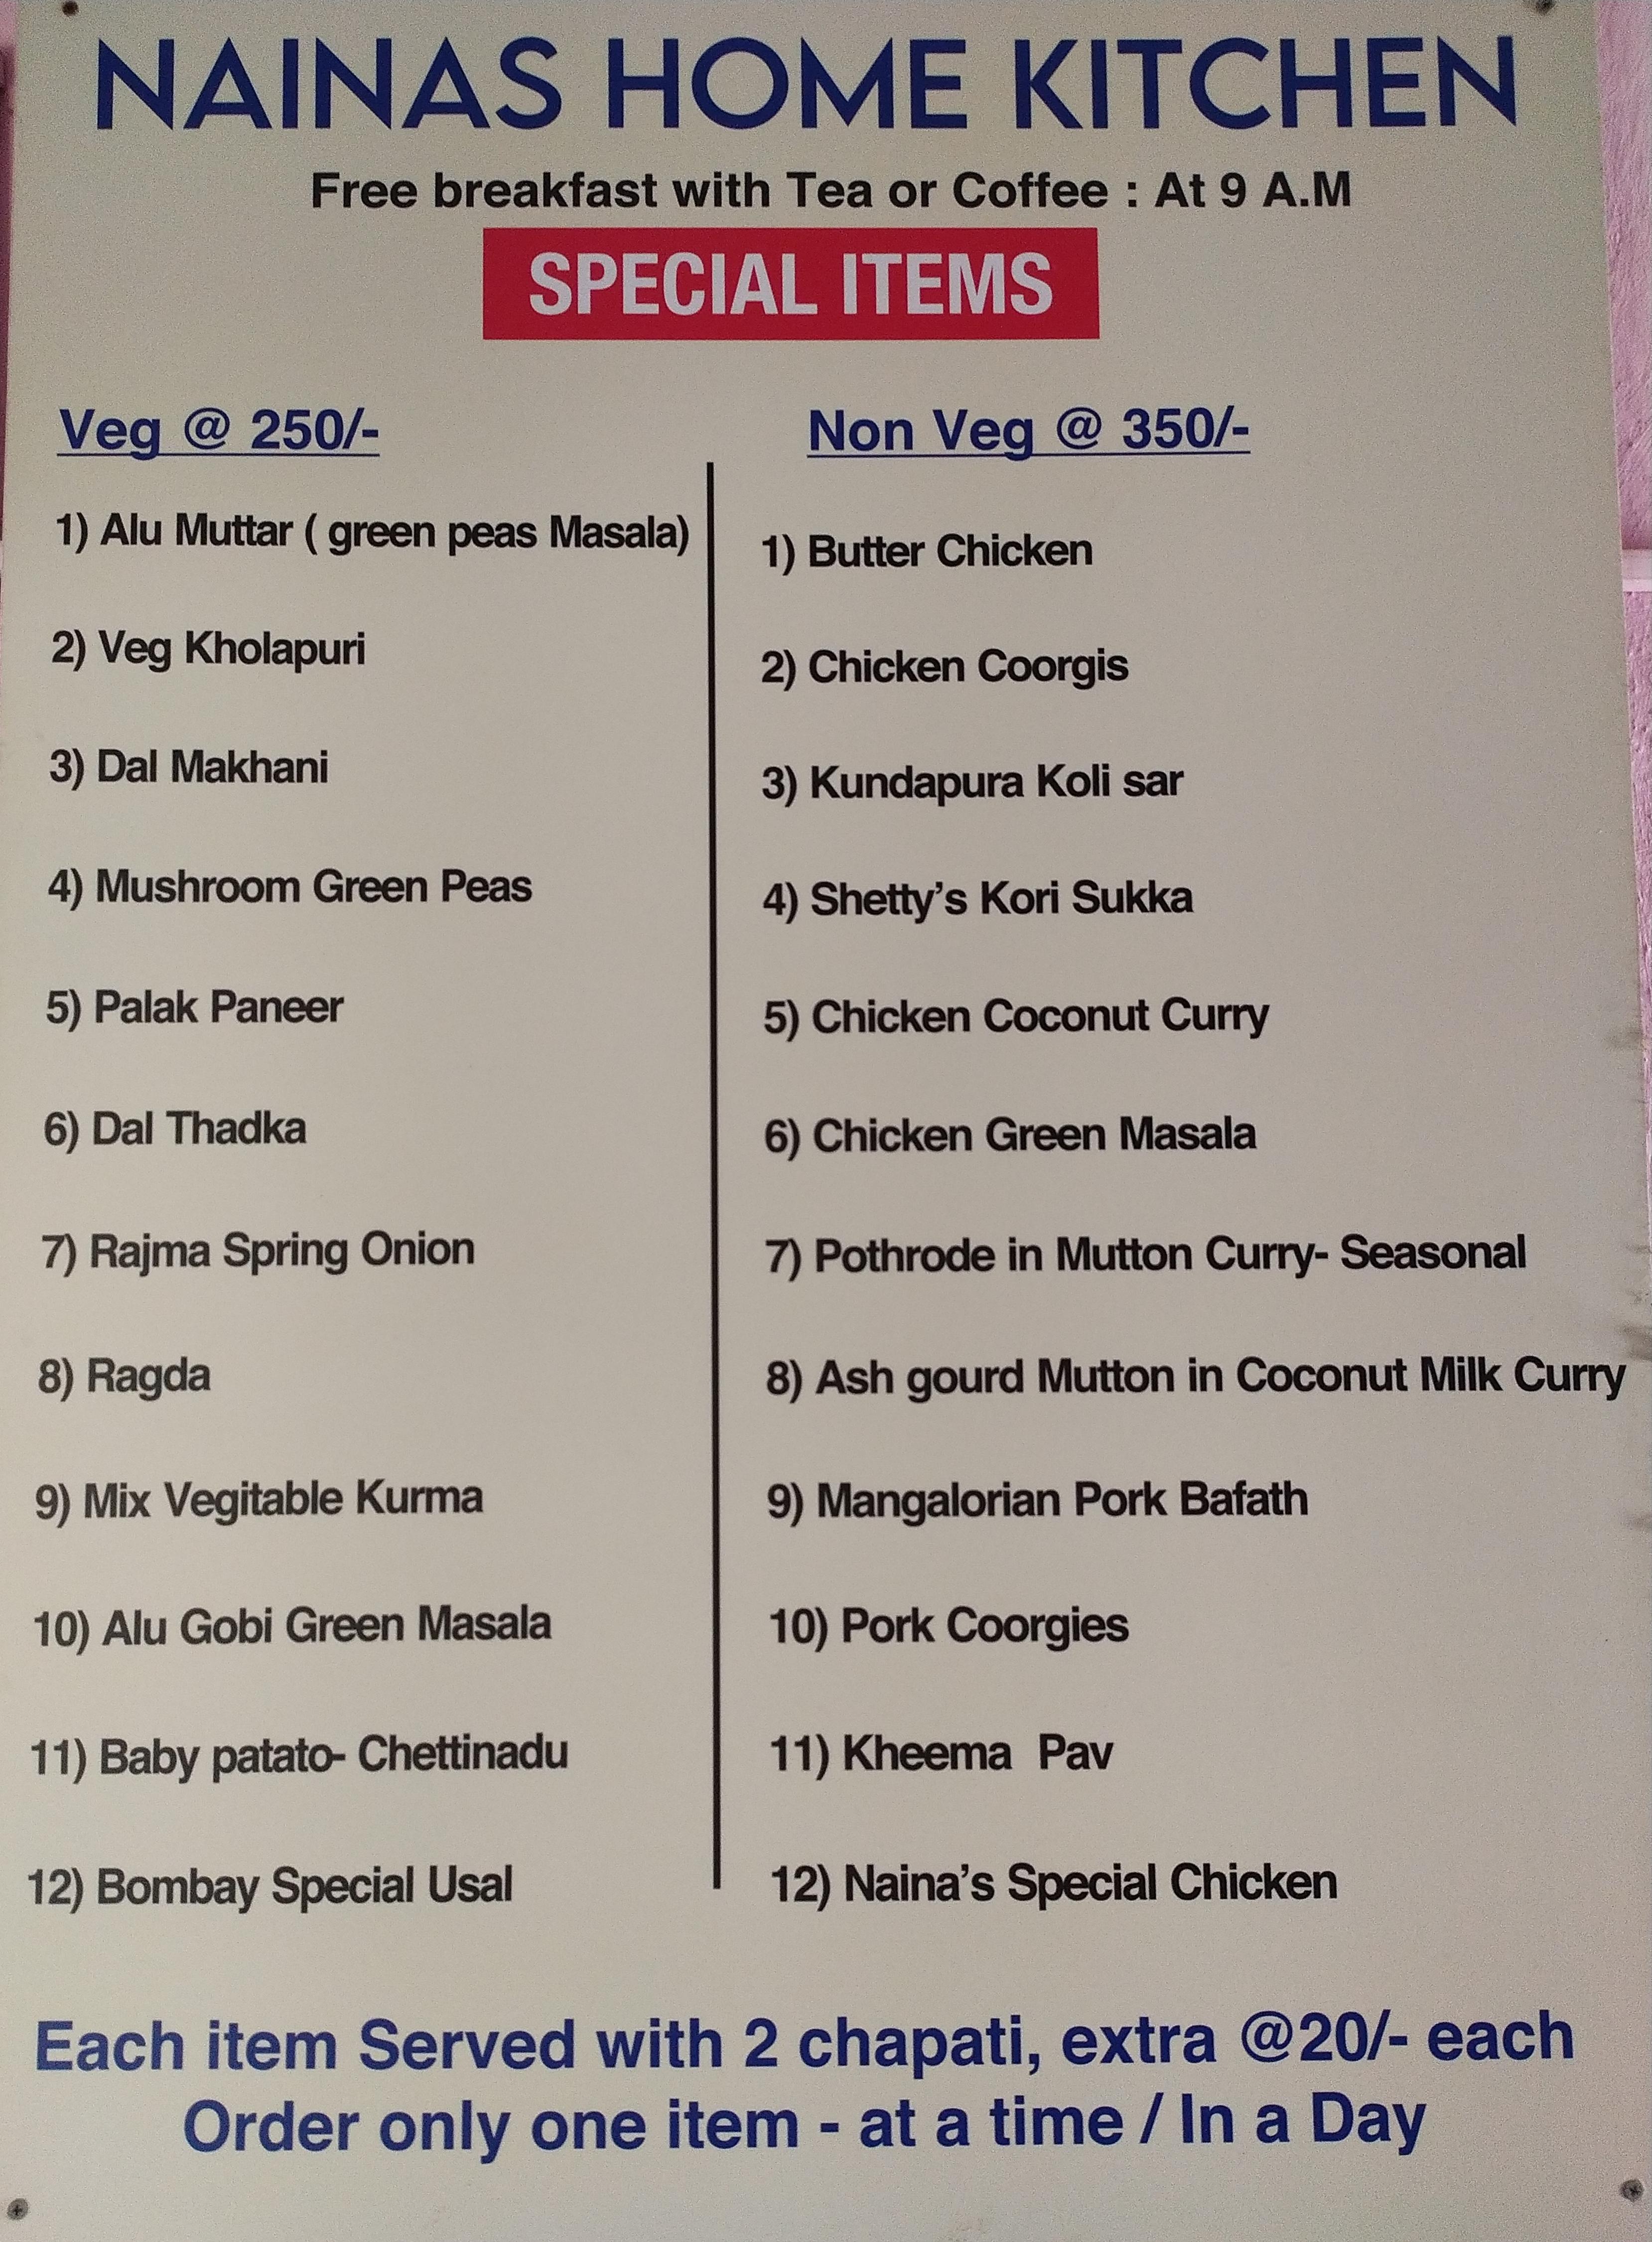 NAINAS HOME KITCHEN
Free breakfast with Tea or Coffee : At 9 A.M
SPECIAL ITEMS
Veg @ 250/-
1) Alu Muttar ( green peas Masala)
2) Veg Kholapuri
3) Dal Makhani
4) Mushroom Green Peas
5) Palak Paneer
6) Dal Thadka
7) Rajma Spring Onion
8) Ragda
9) Mix Vegitable Kurma
10) Alu Gobi Green Masala
11) Baby patato- Chettinadu
12) Bombay Special Usal
Non Veg @ 350/-
1) Butter Chicken
2) Chicken Coorgis
3) Kundapura Koli sar
4) Shetty’s Kori Sukka
5) Chicken Coconut Curry
6) Chicken Green Masala
7) Pothrode in Mutton Curry- Seasonal
8) Ash gourd Mutton in Coconut Milk Curry
9) Mangalorian Pork Bafath
10) Pork Coorgies
11) Kheema  Pav
12) Naina’s Special Chicken
Each item Served with 2 chapati, extra @20/- each
Order only one item - at a time / In a Day